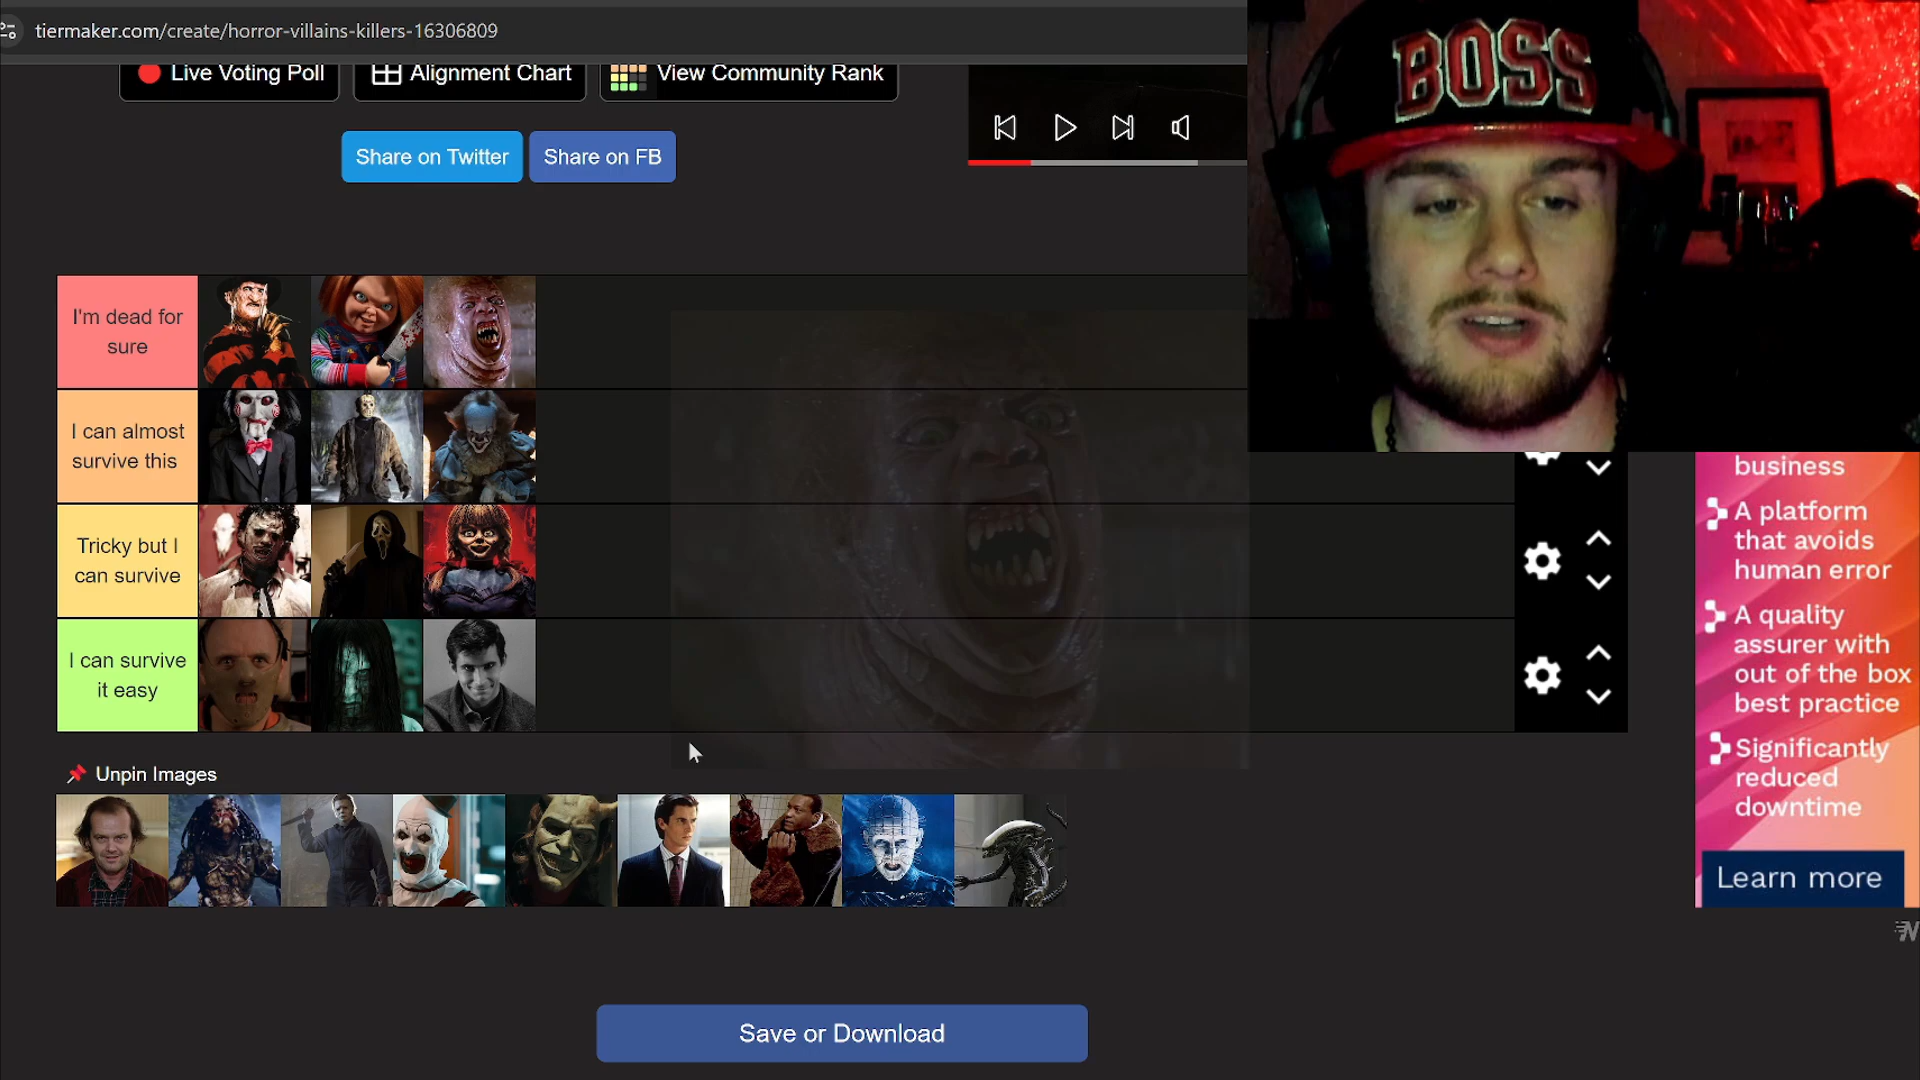 tiermaker.com/create/horror-villains-killers-16306809
Live Voting Poll
Alignment Chart
View Community Rank
Share on Twitter
Share on FB
BOSS
I'm dead for
sure
I can almost
survive this
Tricky but I
can survive
I can survive
it easy
Unpin Images
business
A platform
that avoids
human error
A quality
assurer with
out of the box
best practice
Significantly
reduced
downtime
Learn more
N
Save or Download